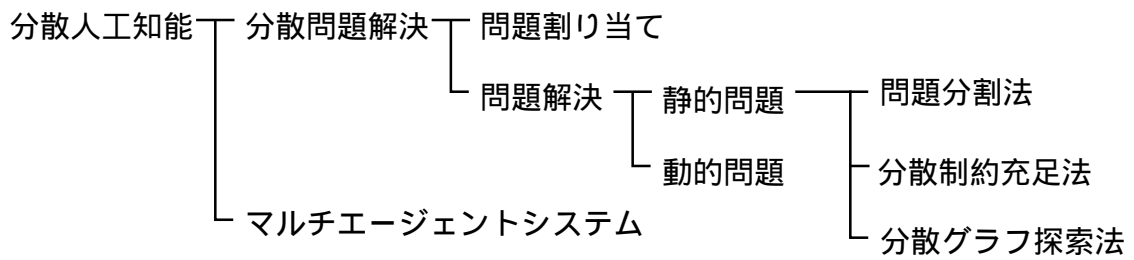 分散人工知能
分散問題解決
問題割り当て
問題解決
静的問題
問題分割法
動的問題
分散制約充足法
マルチエージェントシステム
分散グラフ探索法